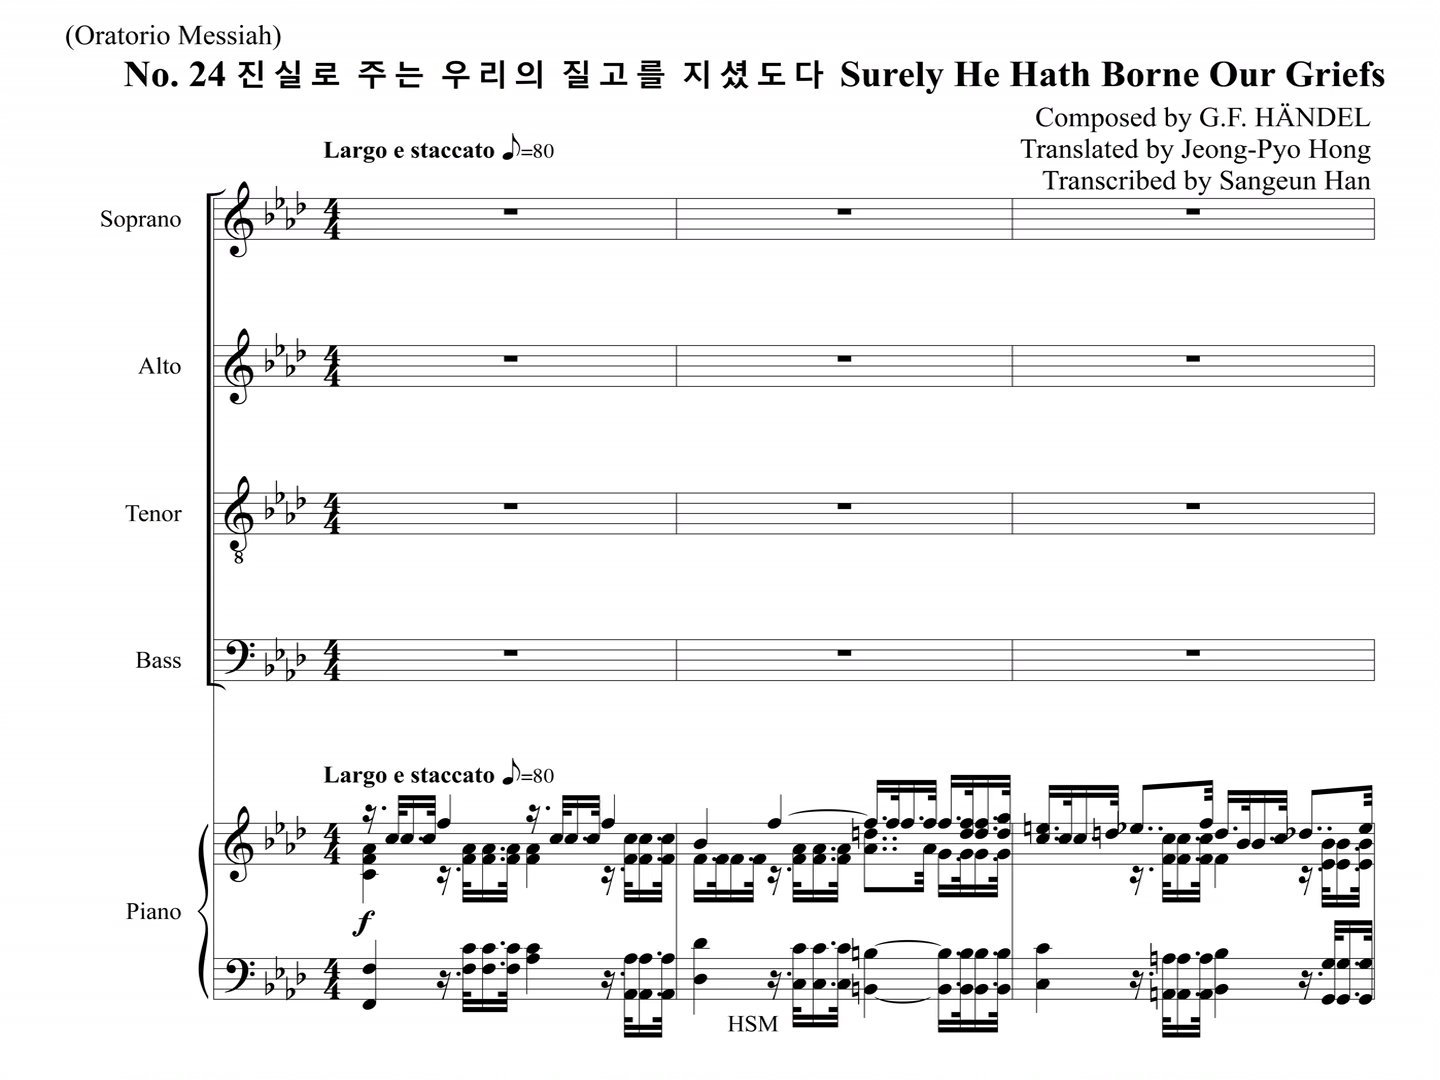 (Oratorio Messiah)
No. 24 진실로 주는 우리의 질고를 지셨도다 Surely He Hath Borne Our Griefs
Composed by G.F. HÄNDEL
Largo e staccato ♪=80
Translated by Jeong-Pyo Hong
Transcribed by Sangeun Han
Soprano
Alto
Tenor
8
Bass
Largo e staccato ♪=80
Piano
f
HSM